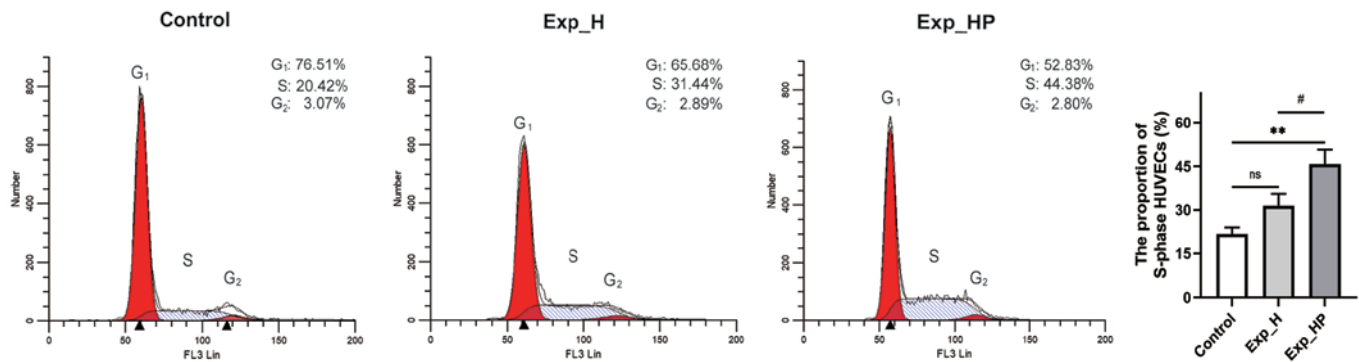 Control
G₁: 76.51%
S: 20.42%
G₂: 3.07%
G₁
S
G₂
Number
800
600
400
200
0
0 50 100 150 200
FL3 Lin
Exp_H
G₁: 65.68%
S: 31.44%
G₂: 2.89%
G₁
S
G₂
Number
800
600
400
200
0
0 50 100 150 200
FL3 Lin
Exp_HP
G₁: 52.83%
S: 44.38%
G₂: 2.80%
G₁
S
G₂
Number
800
600
400
200
0
0 50 100 150 200
FL3 Lin
The proportion of
S-phase HUVECs (%)
60
45
30
15
0
#
**
ns
Control
Exp_H
Exp_HP